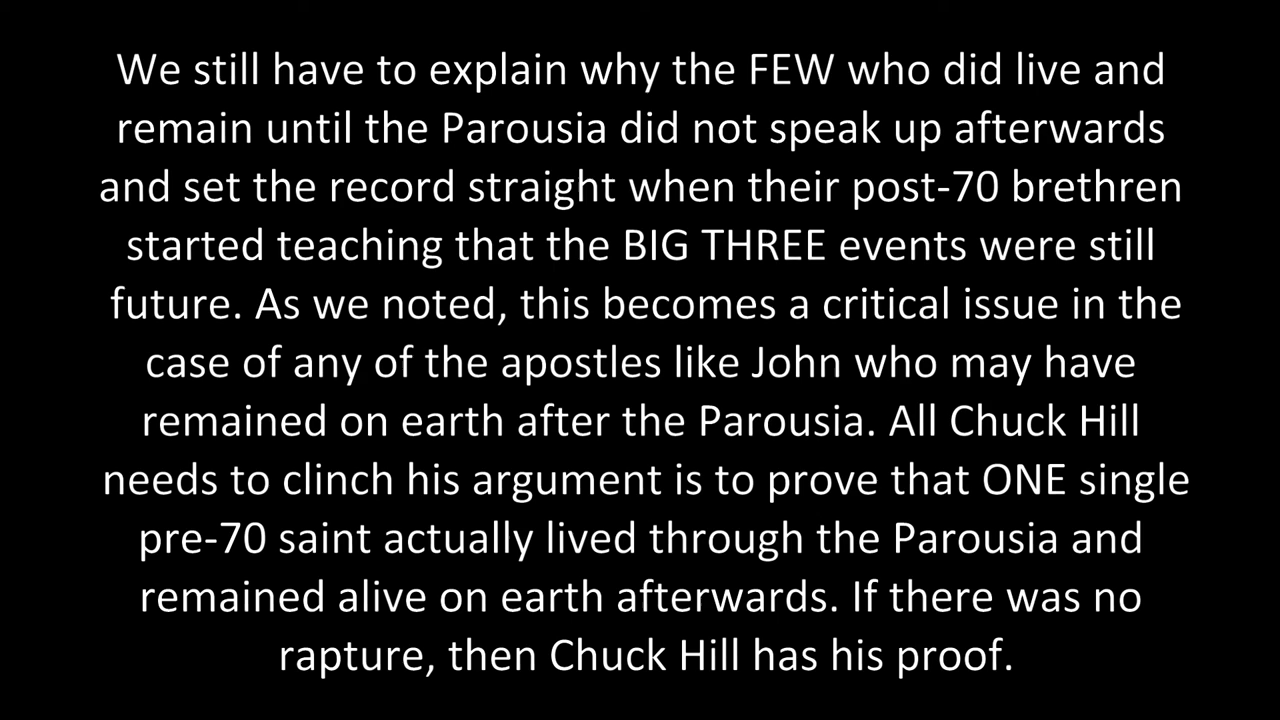 We still have to explain why the FEW who did live and
remain until the Parousia did not speak up afterwards
and set the record straight when their post-70 brethren
started teaching that the BIG THREE events were still
future. As we noted, this becomes a critical issue in the
case of any of the apostles like John who may have
remained on earth after the Parousia. All Chuck Hill
needs to clinch his argument is to prove that ONE single
pre-70 saint actually lived through the Parousia and
remained alive on earth afterwards. If there was no
rapture, then Chuck Hill has his proof.